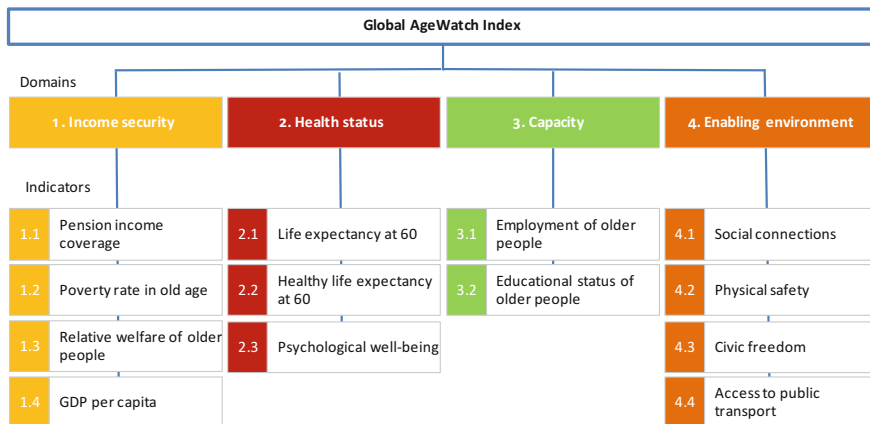 Global AgeWatch Index
Domains
1. Income security
2. Health status
3. Capacity
4. Enabling environment
Indicators
1.1
Pension income
coverage
1.2
Poverty rate in old age
1.3
Relative welfare of older
people
1.4
GDP per capita
2.1
Life expectancy at 60
2.2
Healthy life expectancy
at 60
2.3
Psychological well-being
3.1
Employment of older
people
3.2
Educational status of
older people
4.1
Social connections
4.2
Physical safety
4.3
Civic freedom
4.4
Access to public
transport